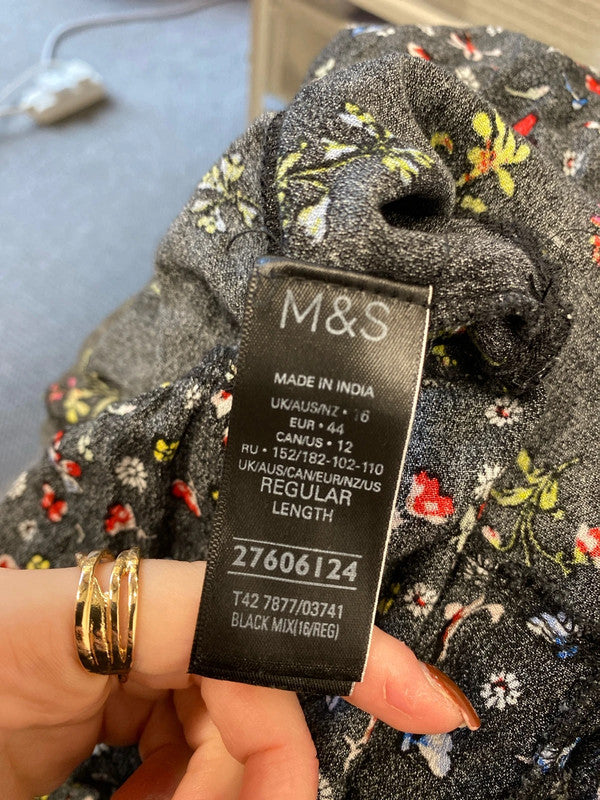 M&S
MADE IN INDIA
UK/AUS/NZ • 16
EUR • 44
CAN/US • 12
RU • 152/182-102-110
UK/AUS/CAN/EUR/NZ/US
REGULAR
LENGTH
27606124
T42 7877/03741
BLACK MIX(16/REG)